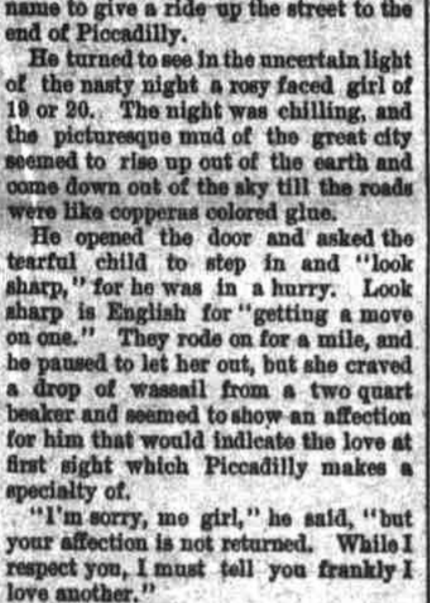 name to give a ride up the street to the
end of Piccadilly.
He turned to see in the uncertain light
of the nasty night a rosy faced girl of
19 or 20. The night was chilling, and
the picturesque mud of the great city
seemed to rise up out of the earth and
come down out of the sky till the roads
were like copperas colored glue.
He opened the door and asked the
tearful child to step in and "look
sharp," for he was in a hurry. Look
sharp is English for "getting a move
on one." They rode on for a mile, and
he paused to let her out, but she craved
a drop of wassail from a two quart
beaker and seemed to show an affection
for him that would indicate the love at
first sight which Piccadilly makes a
specialty of.
"I'm sorry, me girl," he said, "but
your affection is not returned. While I
respect you, I must tell you frankly I
love another."